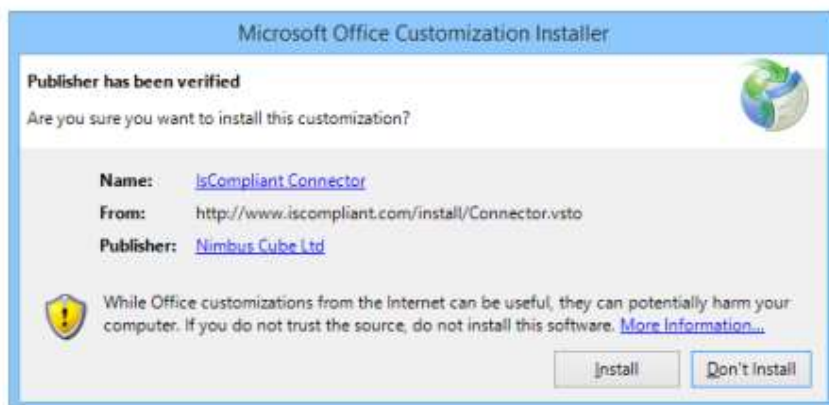 Microsoft Office Customization Installer
Publisher has been verified
Are you sure you want to install this customization?
Name: IsCompliant Connector
From: http://www.iscompliant.com/install/Connector.vsto
Publisher: Nimbus Cube Ltd
While Office customizations from the Internet can be useful, they can potentially harm your
computer. If you do not trust the source, do not install this software. More Information...
Install Don't Install